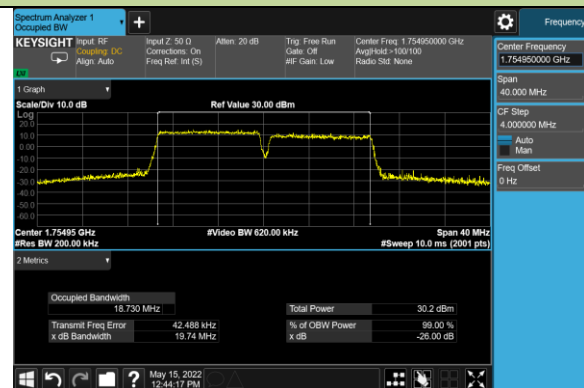 Spectrum Analyzer 1
Occupied BW
Frequency
KEYSIGHT
Input: RF
Coupling: DC
Align: Auto
Input Z: 50 Ω
Corrections: On
Freq Ref: Int (S)
Atten: 20 dB
Trig: Free Run
Gate: Off
#IF Gain: Low
Center Freq: 1.754950000 GHz
Avg|Hold:>100/100
Radio Std: None
Center Frequency
1.754950000 GHz
Span
40.000 MHz
CF Step
4.000000 MHz
Auto
Man
Freq Offset
0 Hz
1 Graph
Scale/Div 10.0 dB
Ref Value 30.00 dBm
Log
20.0
10.0
0.00
-10.0
-20.0
-30.0
-40.0
-50.0
-60.0
Center 1.75495 GHz
#Video BW 620.00 kHz
Span 40 MHz
#Res BW 200.00 kHz
#Sweep 10.0 ms (2001 pts)
2 Metrics
Occupied Bandwidth
18.730 MHz
Total Power 30.2 dBm
Transmit Freq Error 42.488 kHz
% of OBW Power 99.00 %
x dB Bandwidth 19.74 MHz
x dB -26.00 dB
May 15, 2022
12:44:17 PM